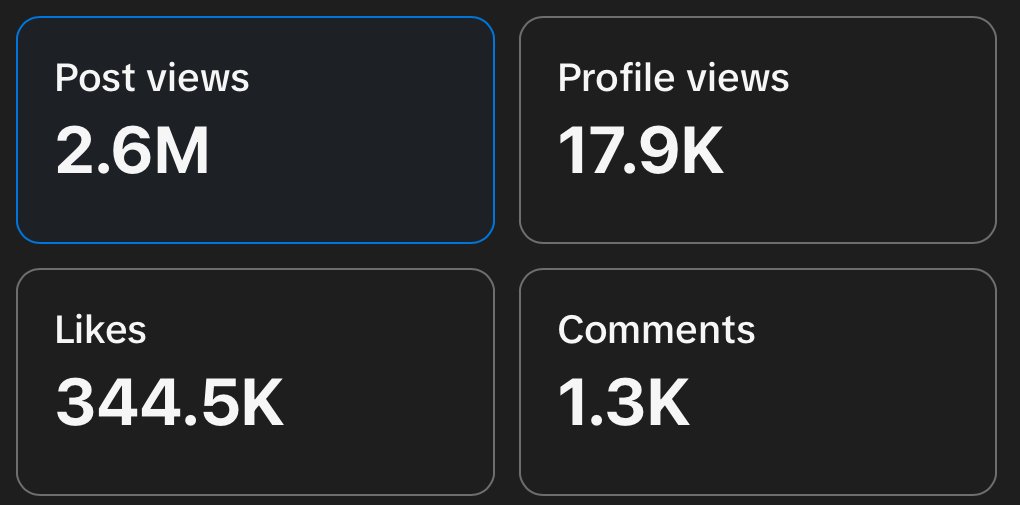 Post views
2.6M
Profile views
17.9K
Likes
344.5K
Comments
1.3K